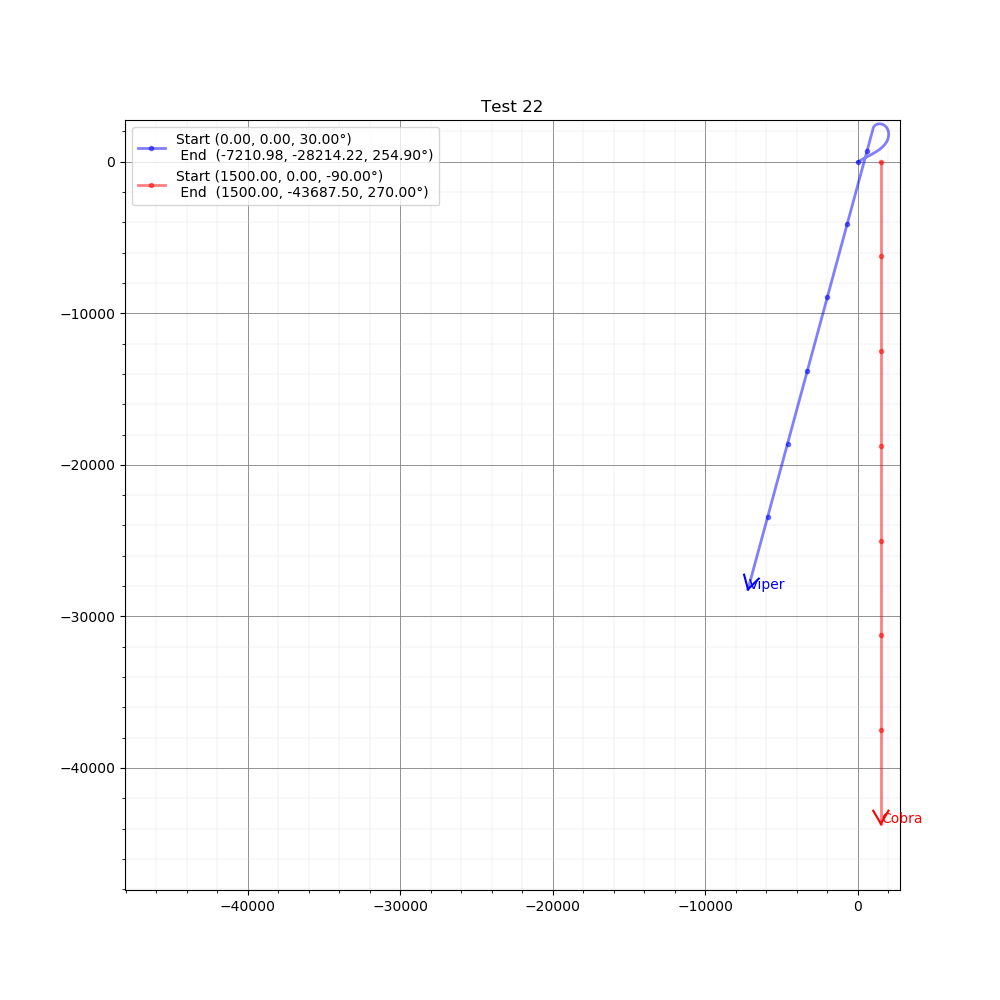 Test 22
Start (0.00, 0.00, 30.00°)
End  (-7210.98, -28214.22, 254.90°)
Start (1500.00, 0.00, -90.00°)
End  (1500.00, -43687.50, 270.00°)
0
−10000
−20000
−30000
−40000
Viper
Cobra
−40000
−30000
−20000
−10000
0